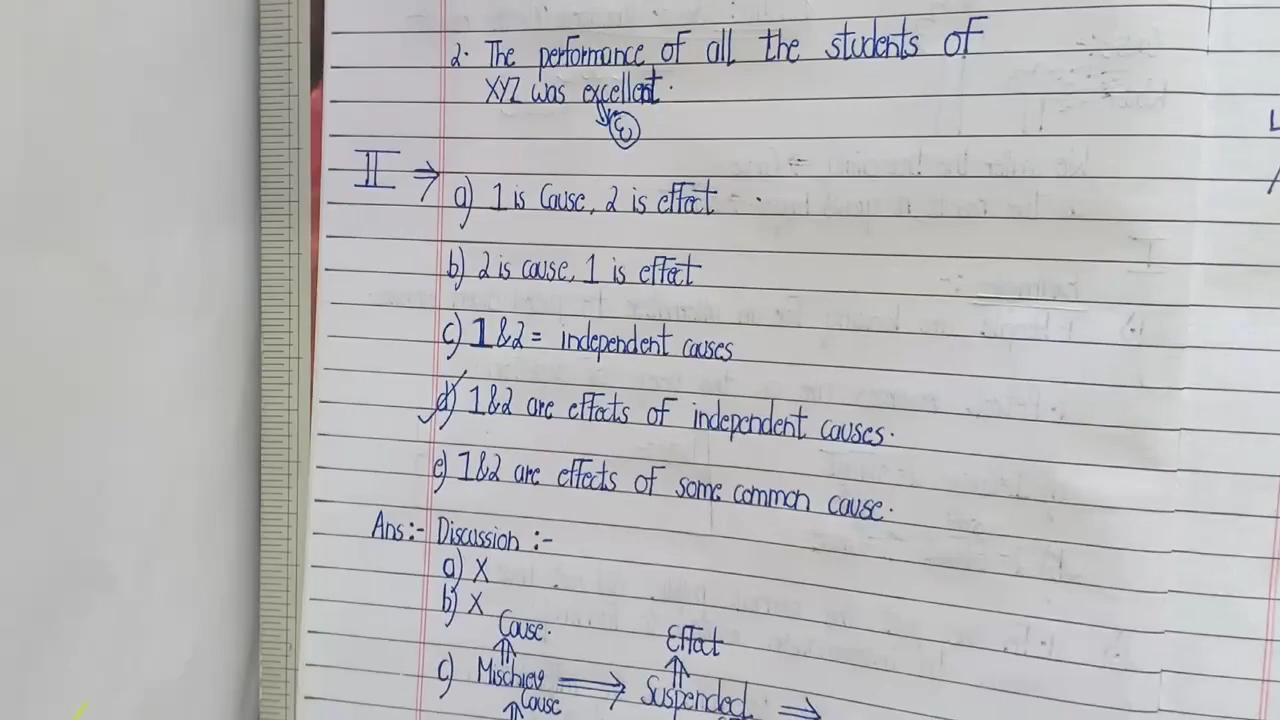 2. The performance of all the students of
XYZ was excellent.
E
II ⇒
a) 1 is Cause, 2 is effect
b) 2 is cause, 1 is effect
c) 1 & 2 = independent causes
d) 1 & 2 are effects of independent causes.
e) 1 & 2 are effects of some common cause.
Ans:- Discussion :-
a) X
b) X
Cause. Effect
c) Mischieve ⇒ Suspended ⇒
Cause